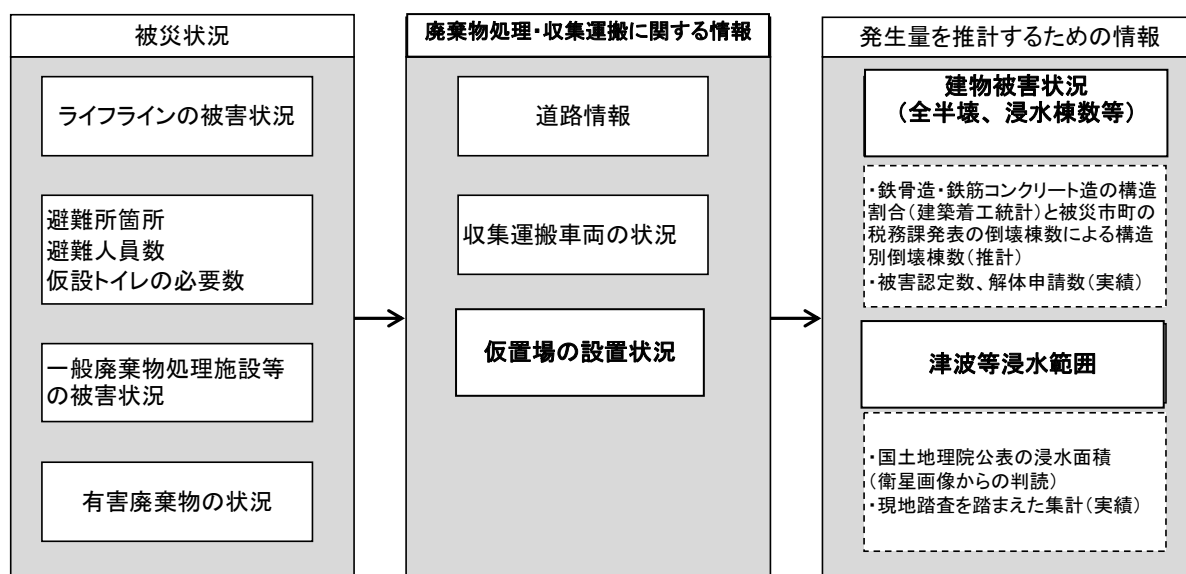 被災状況
ライフラインの被害状況
避難所箇所
避難人員数
仮設トイレの必要数
一般廃棄物処理施設等
の被害状況
有害廃棄物の状況
廃棄物処理・収集運搬に関する情報
道路情報
収集運搬車両の状況
仮置場の設置状況
発生量を推計するための情報
建物被害状況
(全半壊、浸水棟数等)
・鉄骨造・鉄筋コンクリート造の構造
割合(建築着工統計)と被災市町の
税務課発表の倒壊棟数による構造
別倒壊棟数(推計)
・被害認定数、解体申請数(実績)
津波等浸水範囲
・国土地理院公表の浸水面積
(衛星画像からの判読)
・現地踏査を踏まえた集計(実績)